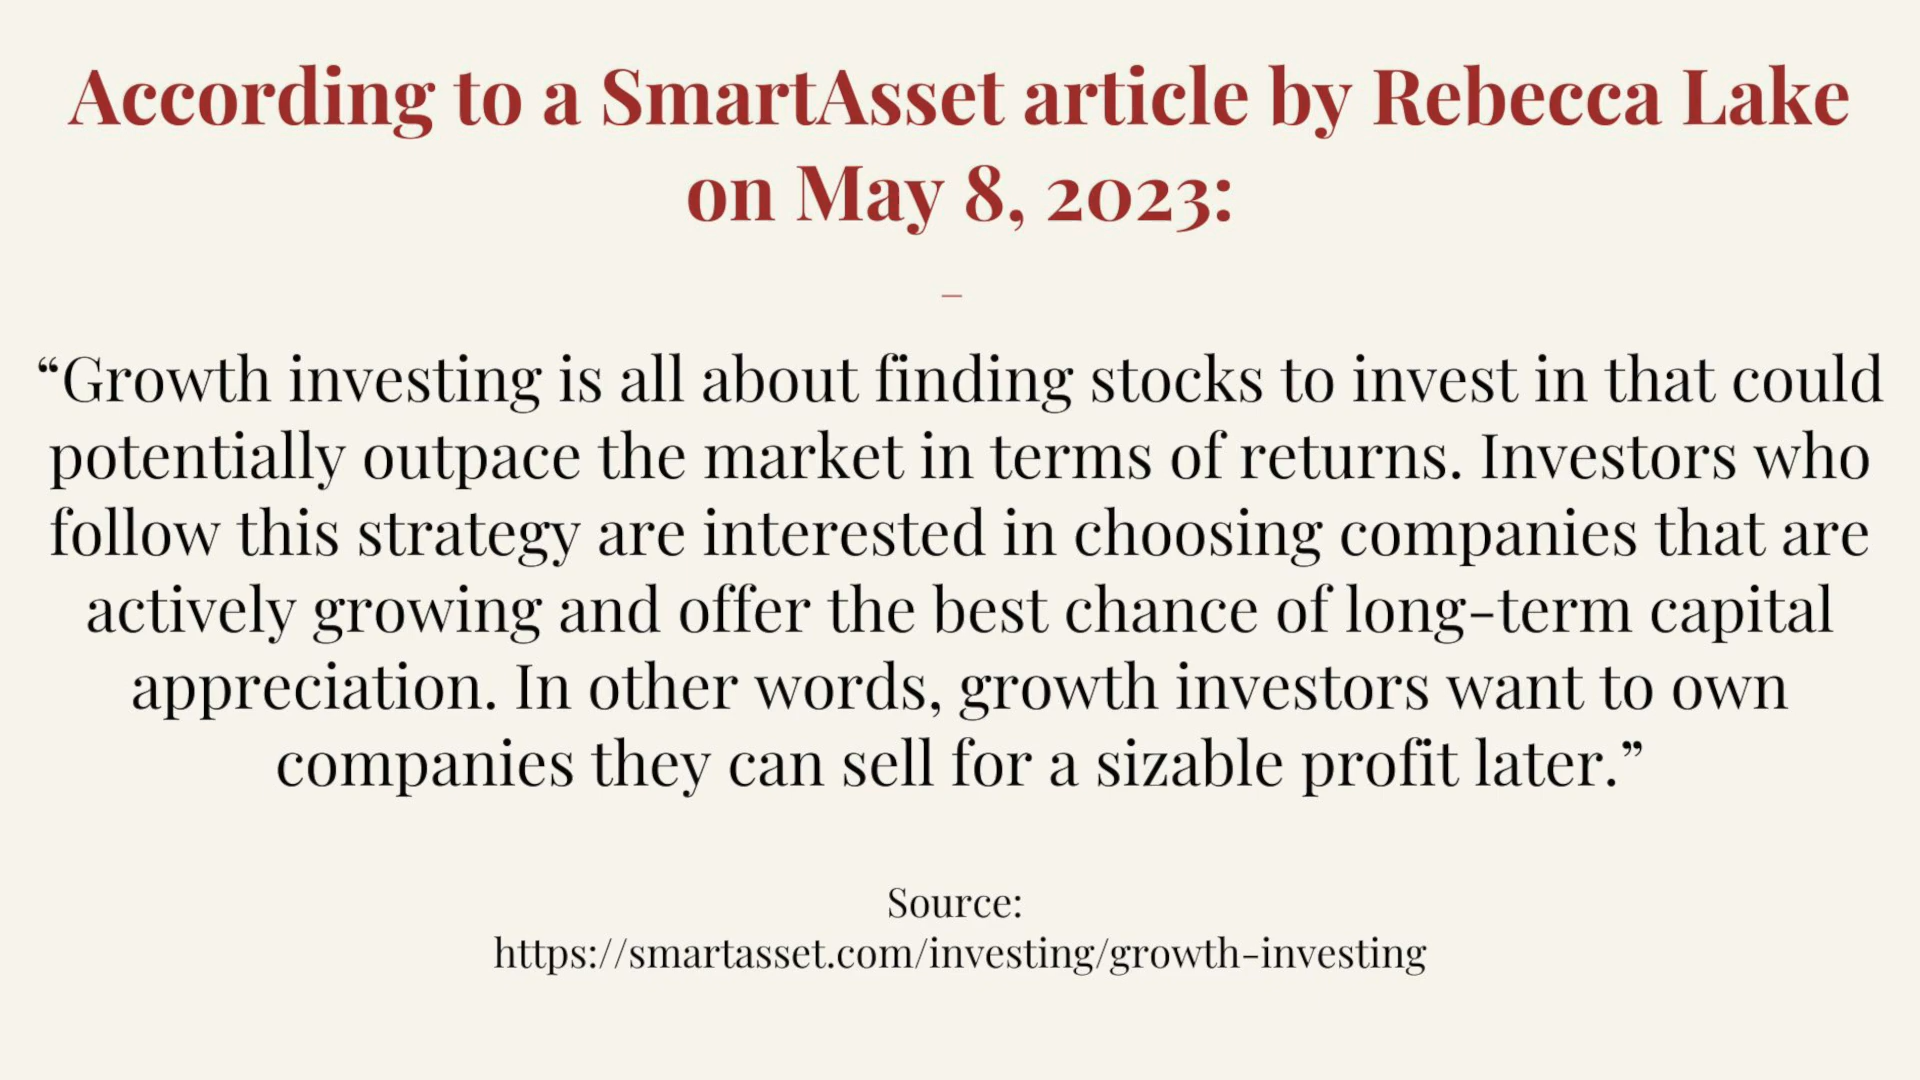 According to a SmartAsset article by Rebecca Lake
on May 8, 2023:
–
“Growth investing is all about finding stocks to invest in that could
potentially outpace the market in terms of returns. Investors who
follow this strategy are interested in choosing companies that are
actively growing and offer the best chance of long-term capital
appreciation. In other words, growth investors want to own
companies they can sell for a sizable profit later.”
Source:
https://smartasset.com/investing/growth-investing